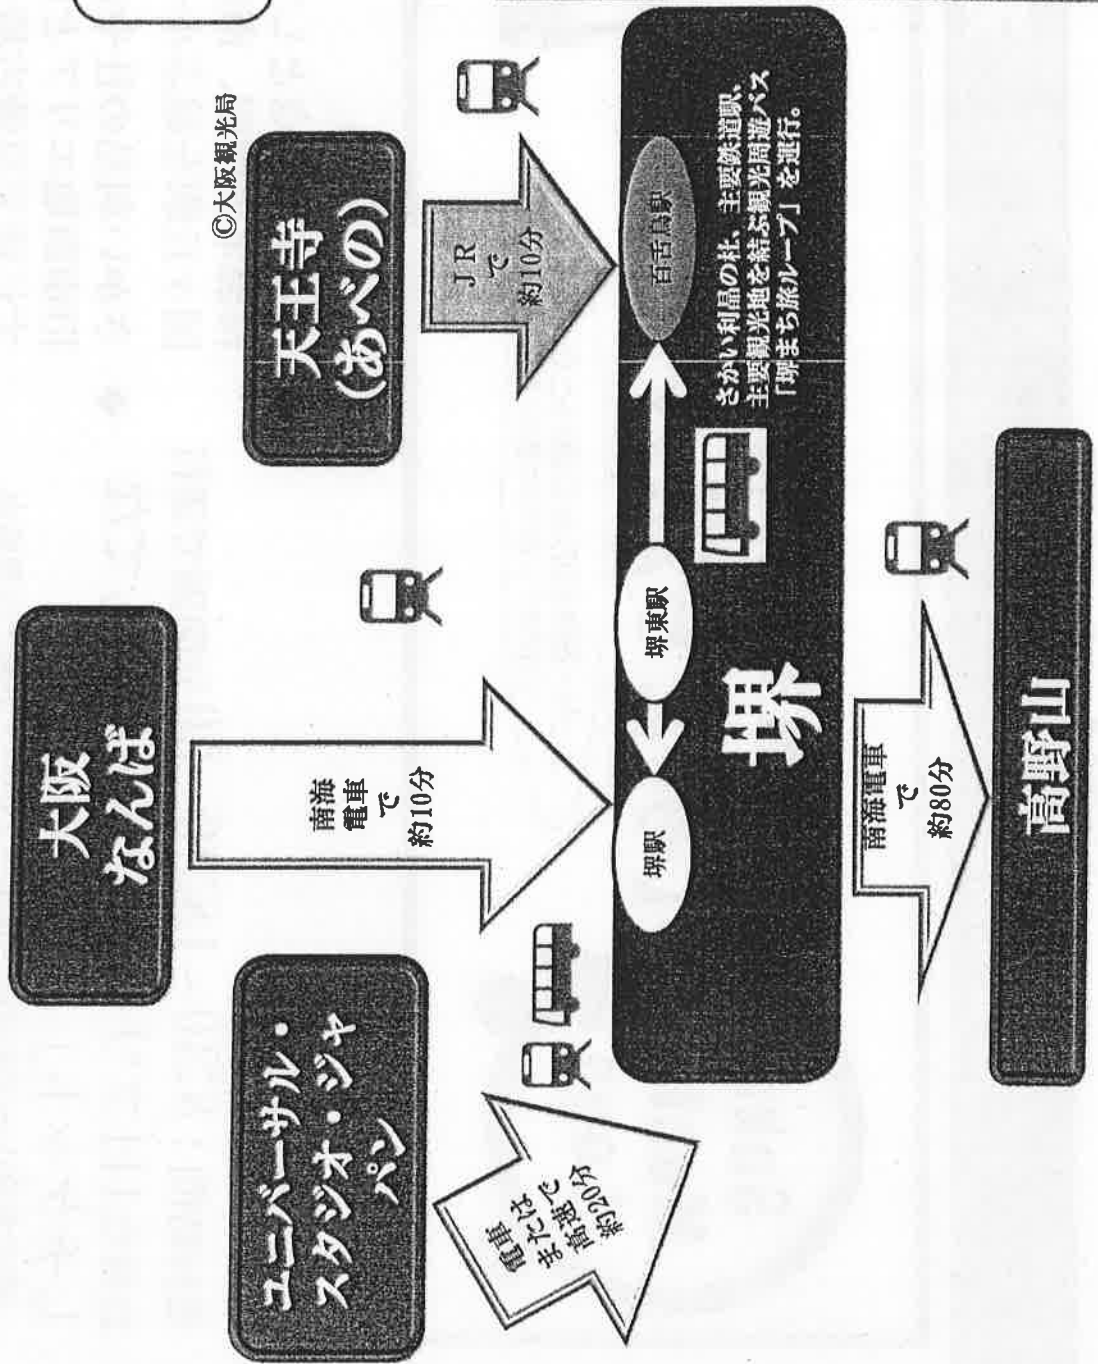 ユニバーサル・
スタジオ・ジャ
パン
大阪
なんば
天王寺
(あべの)
©大阪観光局
電車
または
高速で
約20分
南海
電車
で
約10分
JR
で
約10分
堺駅
堺東駅
百舌鳥駅
堺
さかい利晶の杜、主要鉄道駅、
主要観光地を結ぶ観光周遊バス
「堺まち旅ループ」を運行。
南海電車
で
約80分
高野山